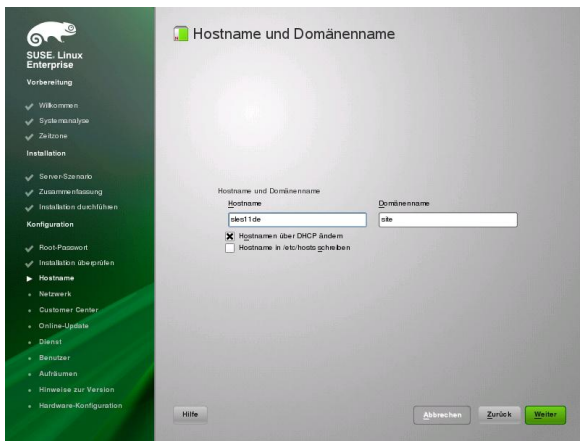 SUSE. Linux
Enterprise
Vorbereitung
Willkommen
Systemanalyse
Zeitzone
Installation
Server-Szenario
Zusammenfassung
Installation durchführen
Konfiguration
Root-Passwort
Installation überprüfen
Hostname
Netzwerk
Customer Center
Online-Update
Dienst
Benutzer
Aufräumen
Hinweise zur Version
Hardware-Konfiguration
Hostname und Domänenname
Hostname und Domänenname
Hostname
Domänenname
sles11de
site
Hostnamen über DHCP ändern
Hostname in /etc/hosts schreiben
Hilfe
Abbrechen
Zurück
Weiter